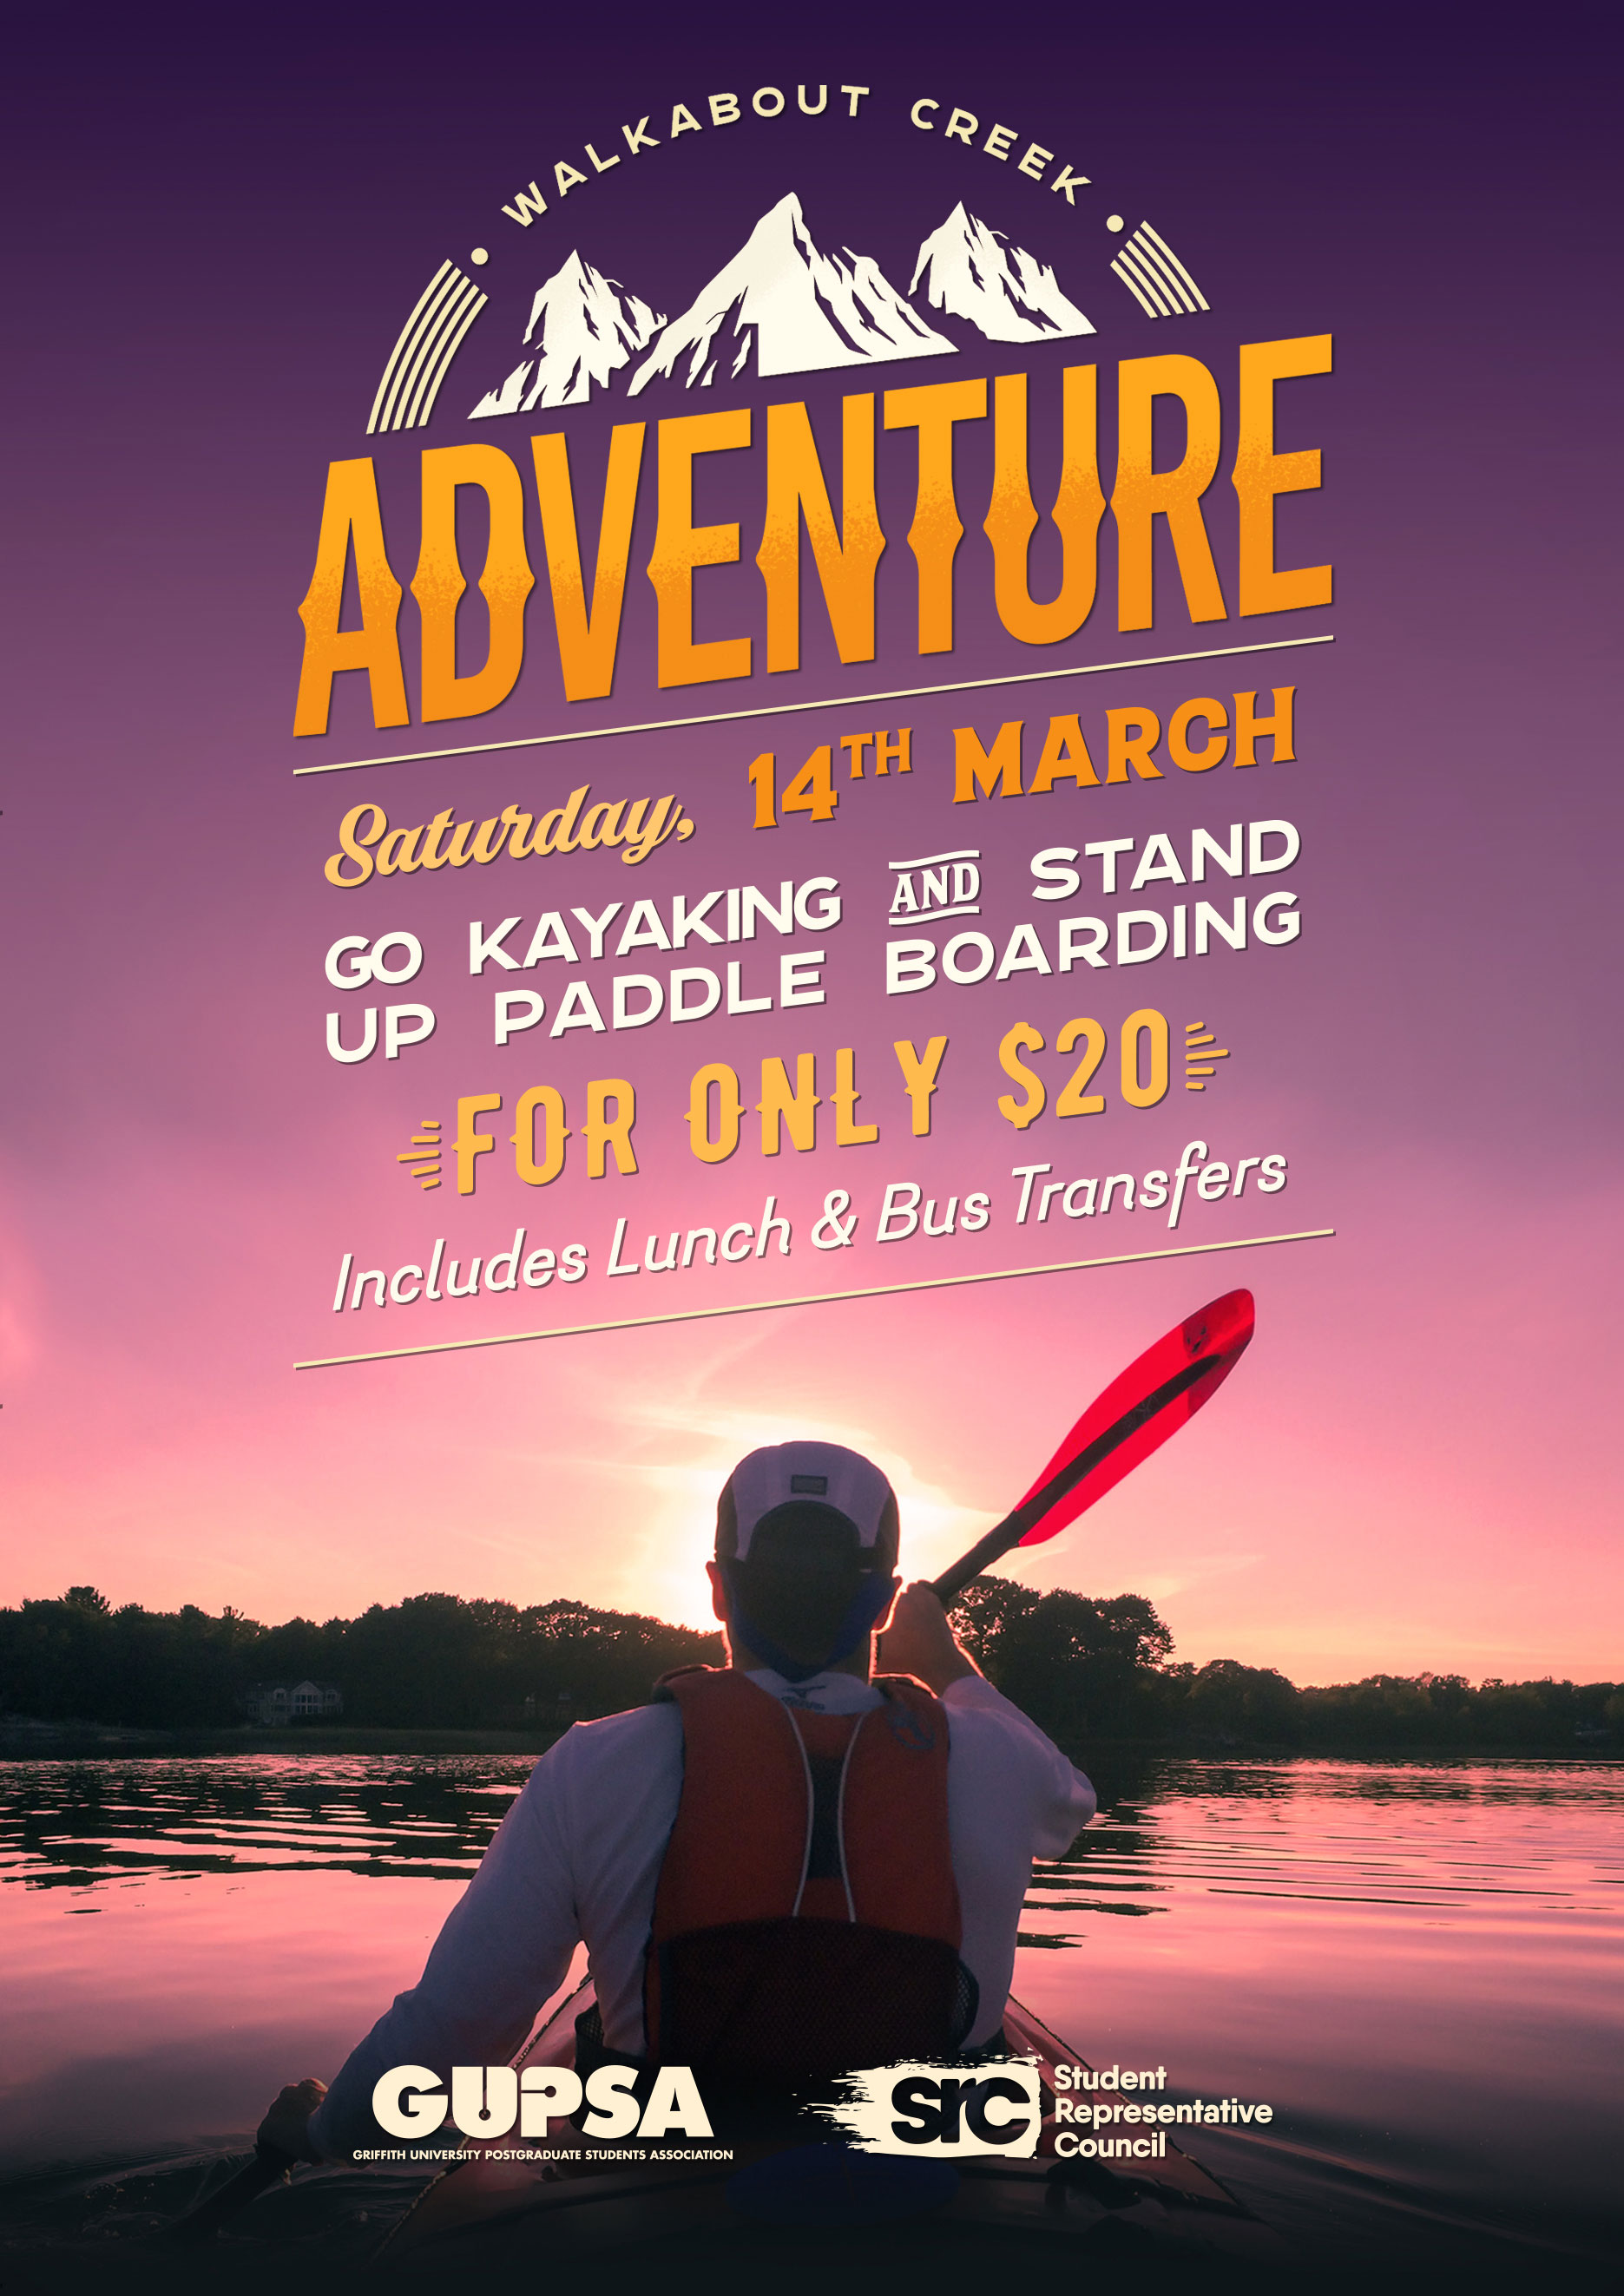 WALKABOUT CREEK
ADVENTURE
Saturday, 14TH MARCH
GO KAYAKING AND STAND
UP PADDLE BOARDING
FOR ONLY $20
Includes Lunch & Bus Transfers
GUPSA
GRIFFITH UNIVERSITY POSTGRADUATE STUDENTS ASSOCIATION
src
Student
Representative
Council